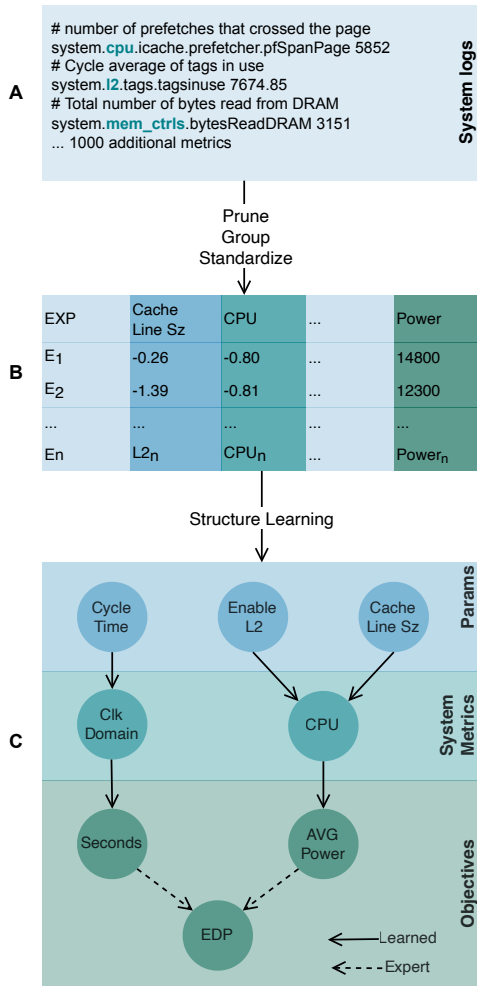 # number of prefetches that crossed the page
system.cpu.icache.prefetcher.pfSpanPage 5852
# Cycle average of tags in use
system.l2.tags.tagsinuse 7674.85
# Total number of bytes read from DRAM
system.mem_ctrls.bytesReadDRAM 3151
... 1000 additional metrics
System logs
A
Prune
Group
Standardize
B
EXP Cache Line Sz CPU ... Power
E1 -0.26 -0.80 14800
E2 -1.39 -0.81 12300
... ... ... ... ...
En L2n CPUn ... Powern
Structure Learning
C
Params
Cycle
Time
Enable
L2
Cache
Line Sz
System
Metrics
Clk
Domain
CPU
Objectives
Seconds
AVG
Power
EDP
Learned
Expert